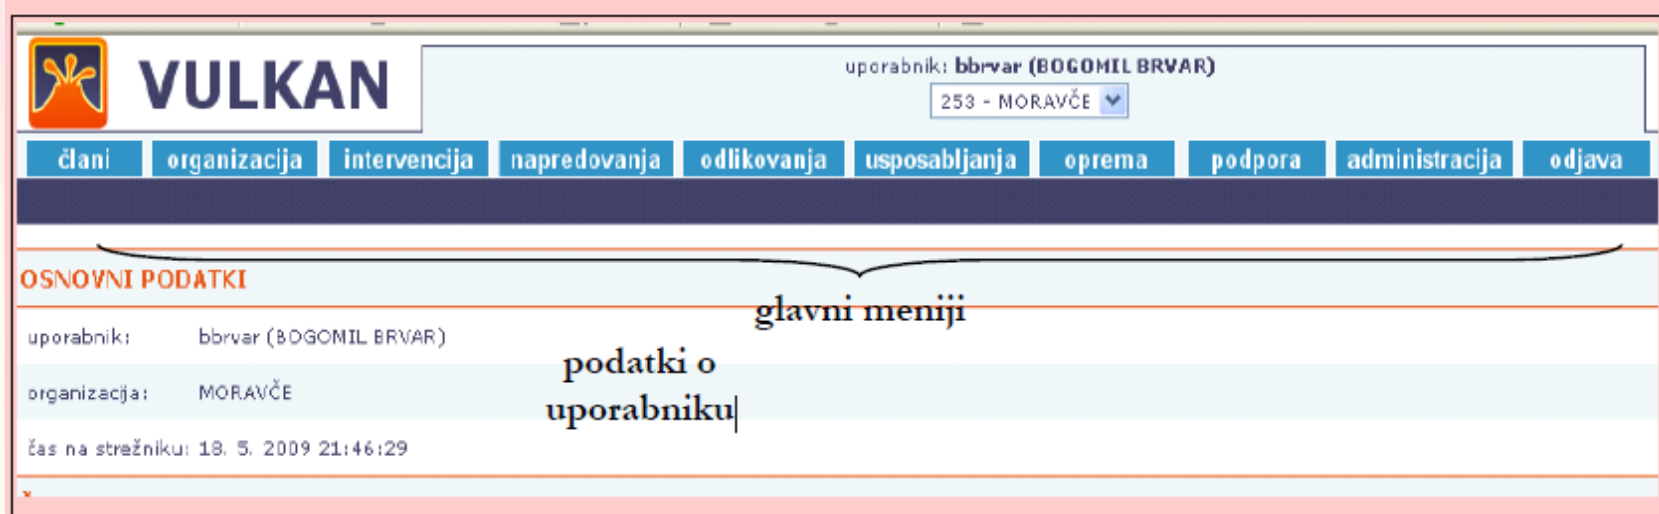 VULKAN
uporabnik: bbrvar (BOGOMIL BRVAR)
253 - MORAVČE
člani organizacija intervencija napredovanja odlikovanja usposabljanja oprema podpora administracija odjava
OSNOVNI PODATKI
glavni meniji
uporabnik: bbrvar (BOGOMIL BRVAR)
podatki o
uporabniku
organizacija: MORAVČE
čas na strežniku: 18. 5. 2009 21:46:29